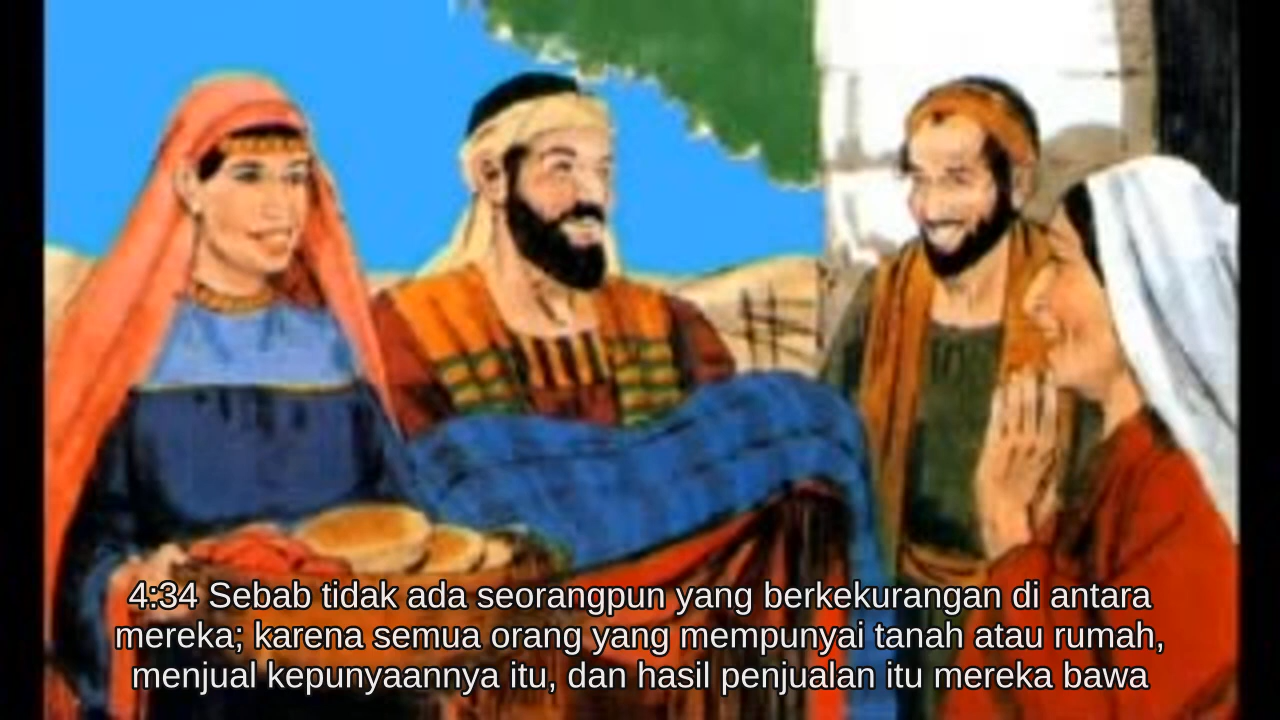 4:34 Sebab tidak ada seorangpun yang berkekurangan di antara
mereka; karena semua orang yang mempunyai tanah atau rumah,
menjual kepunyaannya itu, dan hasil penjualan itu mereka bawa